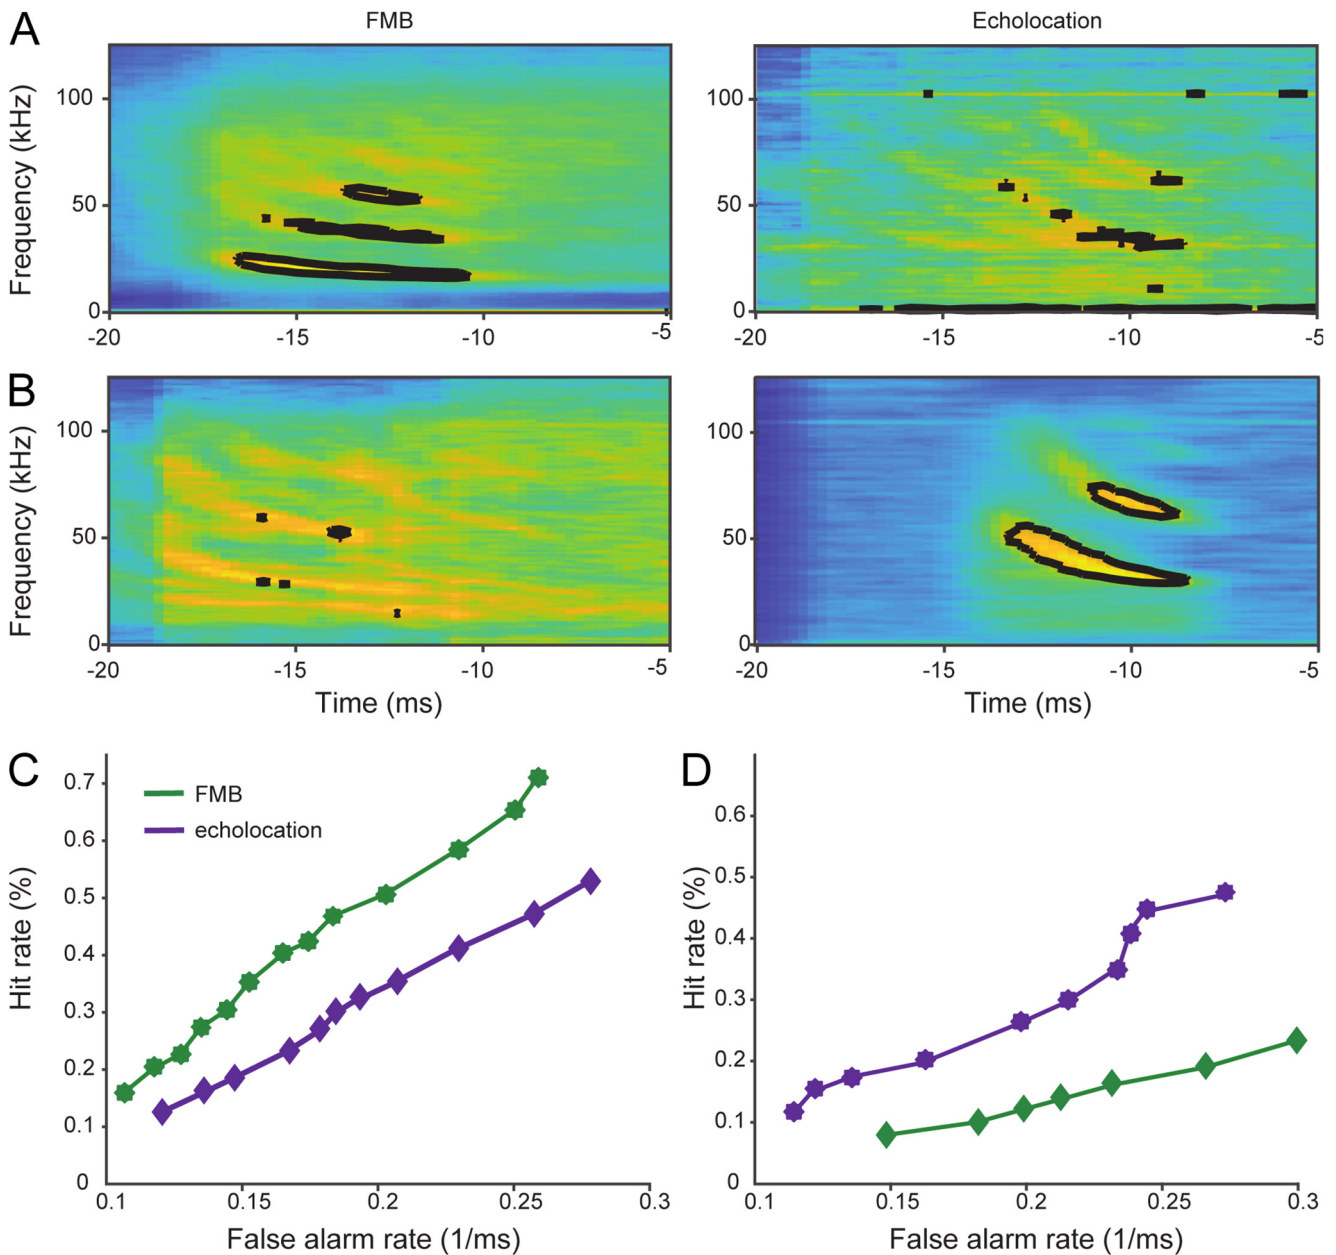 A FMB Echolocation
Frequency (kHz)
100
50
0
-20 -15 -10 -5
-20 -15 -10 -5
B
Frequency (kHz)
100
50
0
-20 -15 -10 -5
Time (ms)
100
50
0
-20 -15 -10 -5
Time (ms)
C
Hit rate (%)
0.7
0.6
0.5
0.4
0.3
0.2
0.1
0
FMB
echolocation
0.1 0.15 0.2 0.25 0.3
False alarm rate (1/ms)
D
Hit rate (%)
0.6
0.5
0.4
0.3
0.2
0.1
0
0.1 0.15 0.2 0.25 0.3
False alarm rate (1/ms)